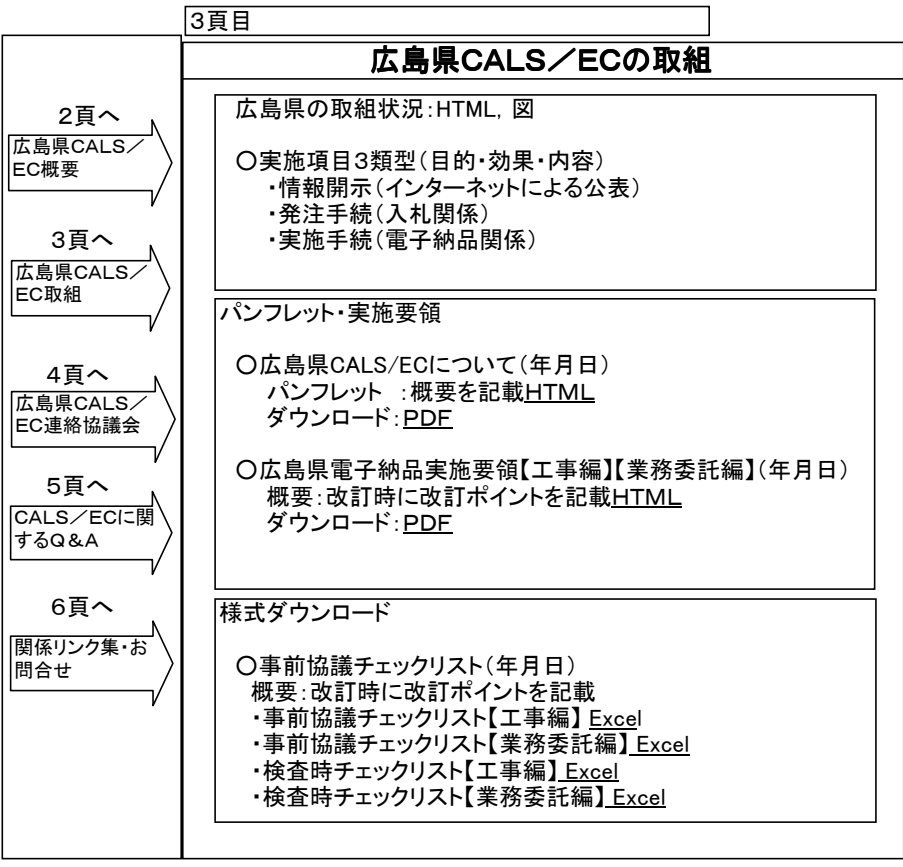 3頁目
広島県CALS／ECの取組
2頁へ
広島県CALS／
EC概要
3頁へ
広島県CALS／
EC取組
4頁へ
広島県CALS／
EC連絡協議会
5頁へ
CALS／ECに関
するQ&A
6頁へ
関係リンク集・お
問合せ
広島県の取組状況：HTML，図
○実施項目3類型（目的・効果・内容）
・情報開示（インターネットによる公表）
・発注手続（入札関係）
・実施手続（電子納品関係）
パンフレット・実施要領
○広島県CALS/ECについて（年月日）
パンフレット ：概要を記載HTML
ダウンロード：PDF
○広島県電子納品実施要領【工事編】【業務委託編】（年月日）
概要：改訂時に改訂ポイントを記載HTML
ダウンロード：PDF
様式ダウンロード
○事前協議チェックリスト（年月日）
概要：改訂時に改訂ポイントを記載
・事前協議チェックリスト【工事編】 Excel
・事前協議チェックリスト【業務委託編】 Excel
・検査時チェックリスト【工事編】 Excel
・検査時チェックリスト【業務委託編】 Excel